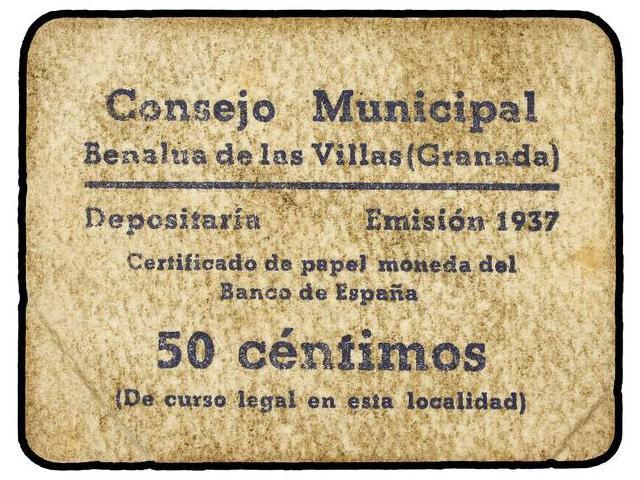 Consejo Municipal
Benalua de las Villas (Granada)
Depositaría Emisión 1937
Certificado de papel moneda del
Banco de España
50 céntimos
(De curso legal en esta localidad)